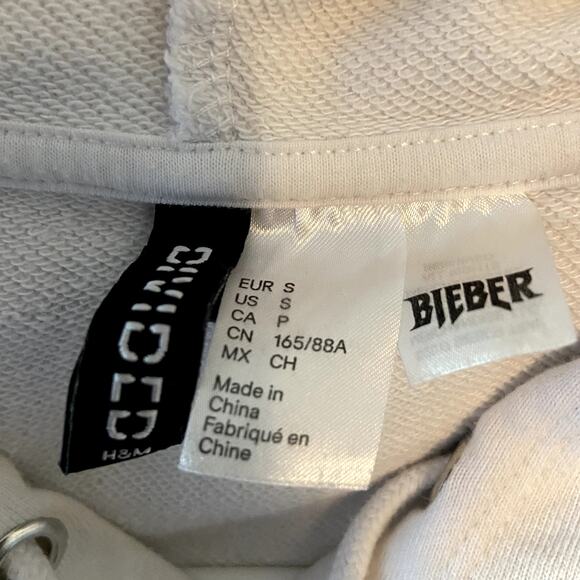 DIVIDED
H&M
EUR S
US S
CA P
CN 165/88A
MX CH
Made in
China
Fabriqué en
Chine
BIEBER